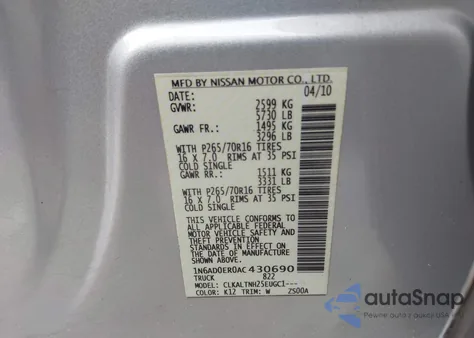 MFD BY NISSAN MOTOR CO., LTD.
DATE: 04/10
GVWR: 2599 KG
5730 LB
GAWR FR.: 1495 KG
3296 LB
WITH P265/70R16 TIRES
16 X 7.0 RIMS AT 35 PSI
COLD SINGLE
GAWR RR.: 1511 KG
3331 LB
WITH P265/70R16 TIRES
16 X 7.0 RIMS AT 35 PSI
COLD SINGLE
THIS VEHICLE CONFORMS TO
ALL APPLICABLE FEDERAL
MOTOR VEHICLE SAFETY AND
THEFT PREVENTION
STANDARDS IN EFFECT ON THE
DATE OF MANUFACTURE
SHOWN ABOVE.
1N6AD0ER0AC430690
TRUCK 822
MODEL: CLKALTNHZ5EUGCI---
COLOR: K12 TRIM: W ZS00A
autoSnap
Cars & Vehicles